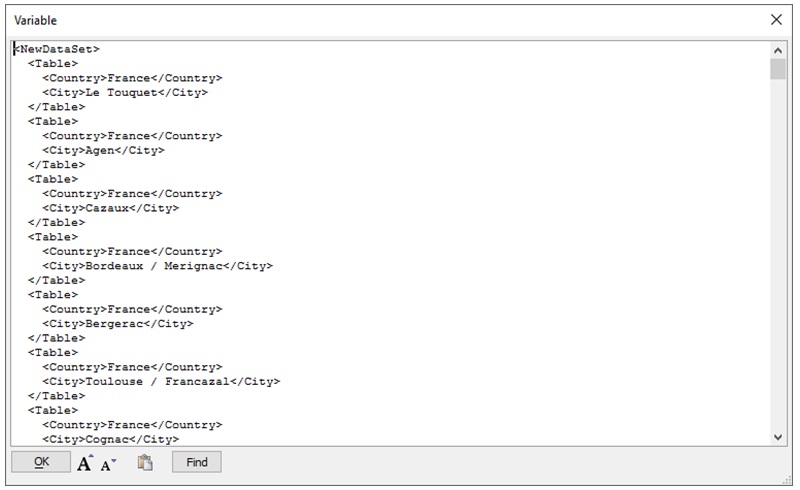 Variable
<NewDataSet>
  <Table>
    <Country>France</Country>
    <City>Le Touquet</City>
  </Table>
  <Table>
    <Country>France</Country>
    <City>Agen</City>
  </Table>
  <Table>
    <Country>France</Country>
    <City>Cazaux</City>
  </Table>
  <Table>
    <Country>France</Country>
    <City>Bordeaux / Merignac</City>
  </Table>
  <Table>
    <Country>France</Country>
    <City>Bergerac</City>
  </Table>
  <Table>
    <Country>France</Country>
    <City>Toulouse / Francazal</City>
  </Table>
  <Table>
    <Country>France</Country>
    <City>Cognac</City>
OK A A Find